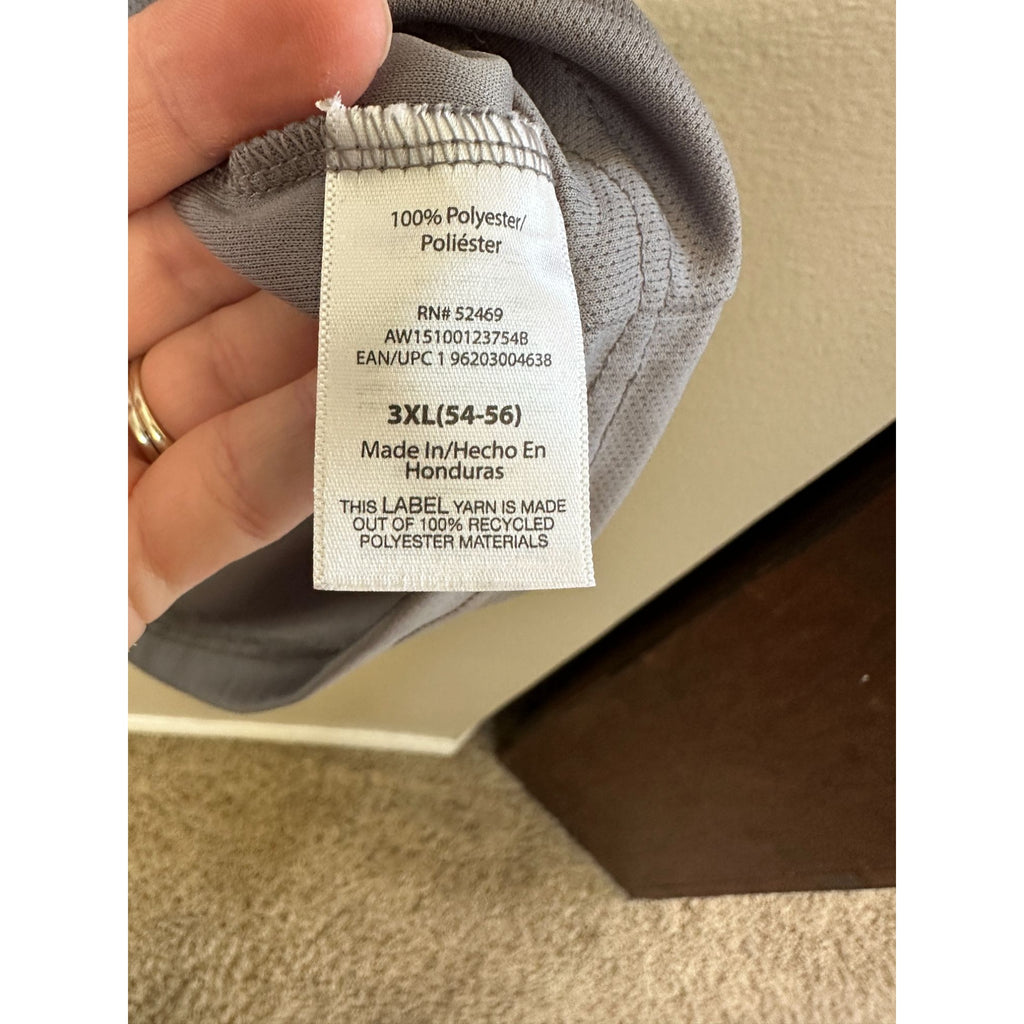 100% Polyester/
Poliéster
RN# 52469
AW15100123754B
EAN/UPC 1 96203004638
3XL(54-56)
Made In/Hecho En
Honduras
THIS LABEL YARN IS MADE
OUT OF 100% RECYCLED
POLYESTER MATERIALS